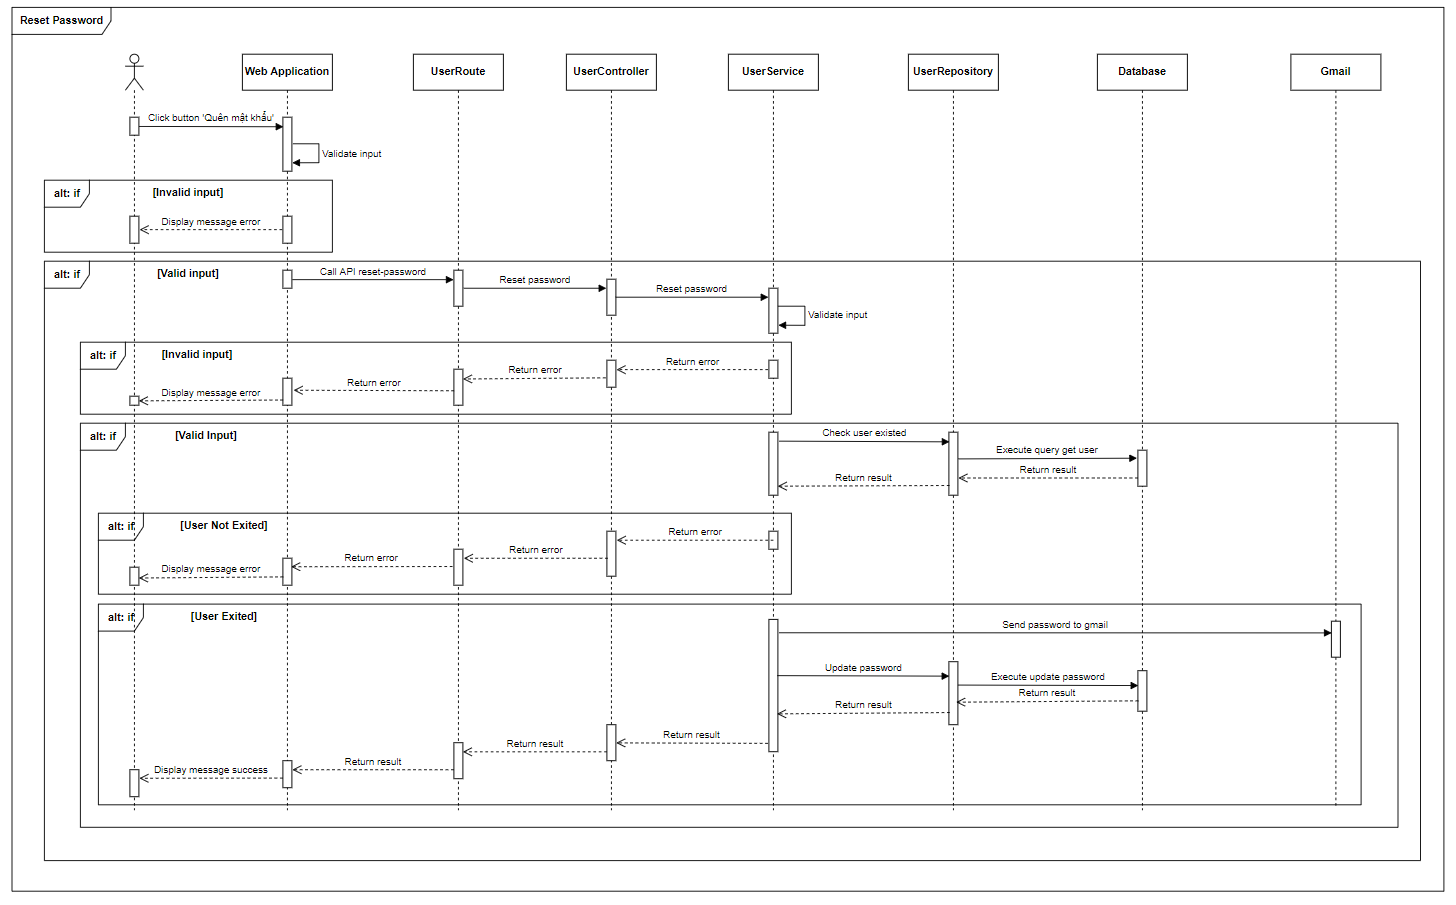 Reset Password
Web Application
UserRoute
UserController
UserService
UserRepository
Database
Gmail
Click button 'Quên mật khẩu'
Validate input
alt: if
[Invalid input]
Display message error
alt: if
[Valid input]
Call API reset-password
Reset password
Reset password
Validate input
alt: if
[Invalid input]
Return error
Return error
Return error
Display message error
alt: if
[Valid Input]
Check user existed
Execute query get user
Return result
Return result
alt: if
[User Not Exited]
Return error
Return error
Return error
Display message error
alt: if
[User Exited]
Send password to gmail
Update password
Execute update password
Return result
Return result
Return result
Return result
Return result
Display message success